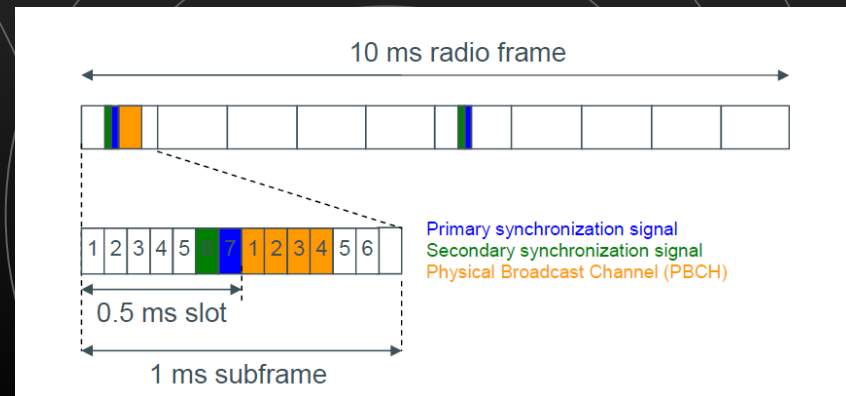 10 ms radio frame
1 2 3 4 5 6 7 1 2 3 4 5 6
Primary synchronization signal
Secondary synchronization signal
Physical Broadcast Channel (PBCH)
0.5 ms slot
1 ms subframe